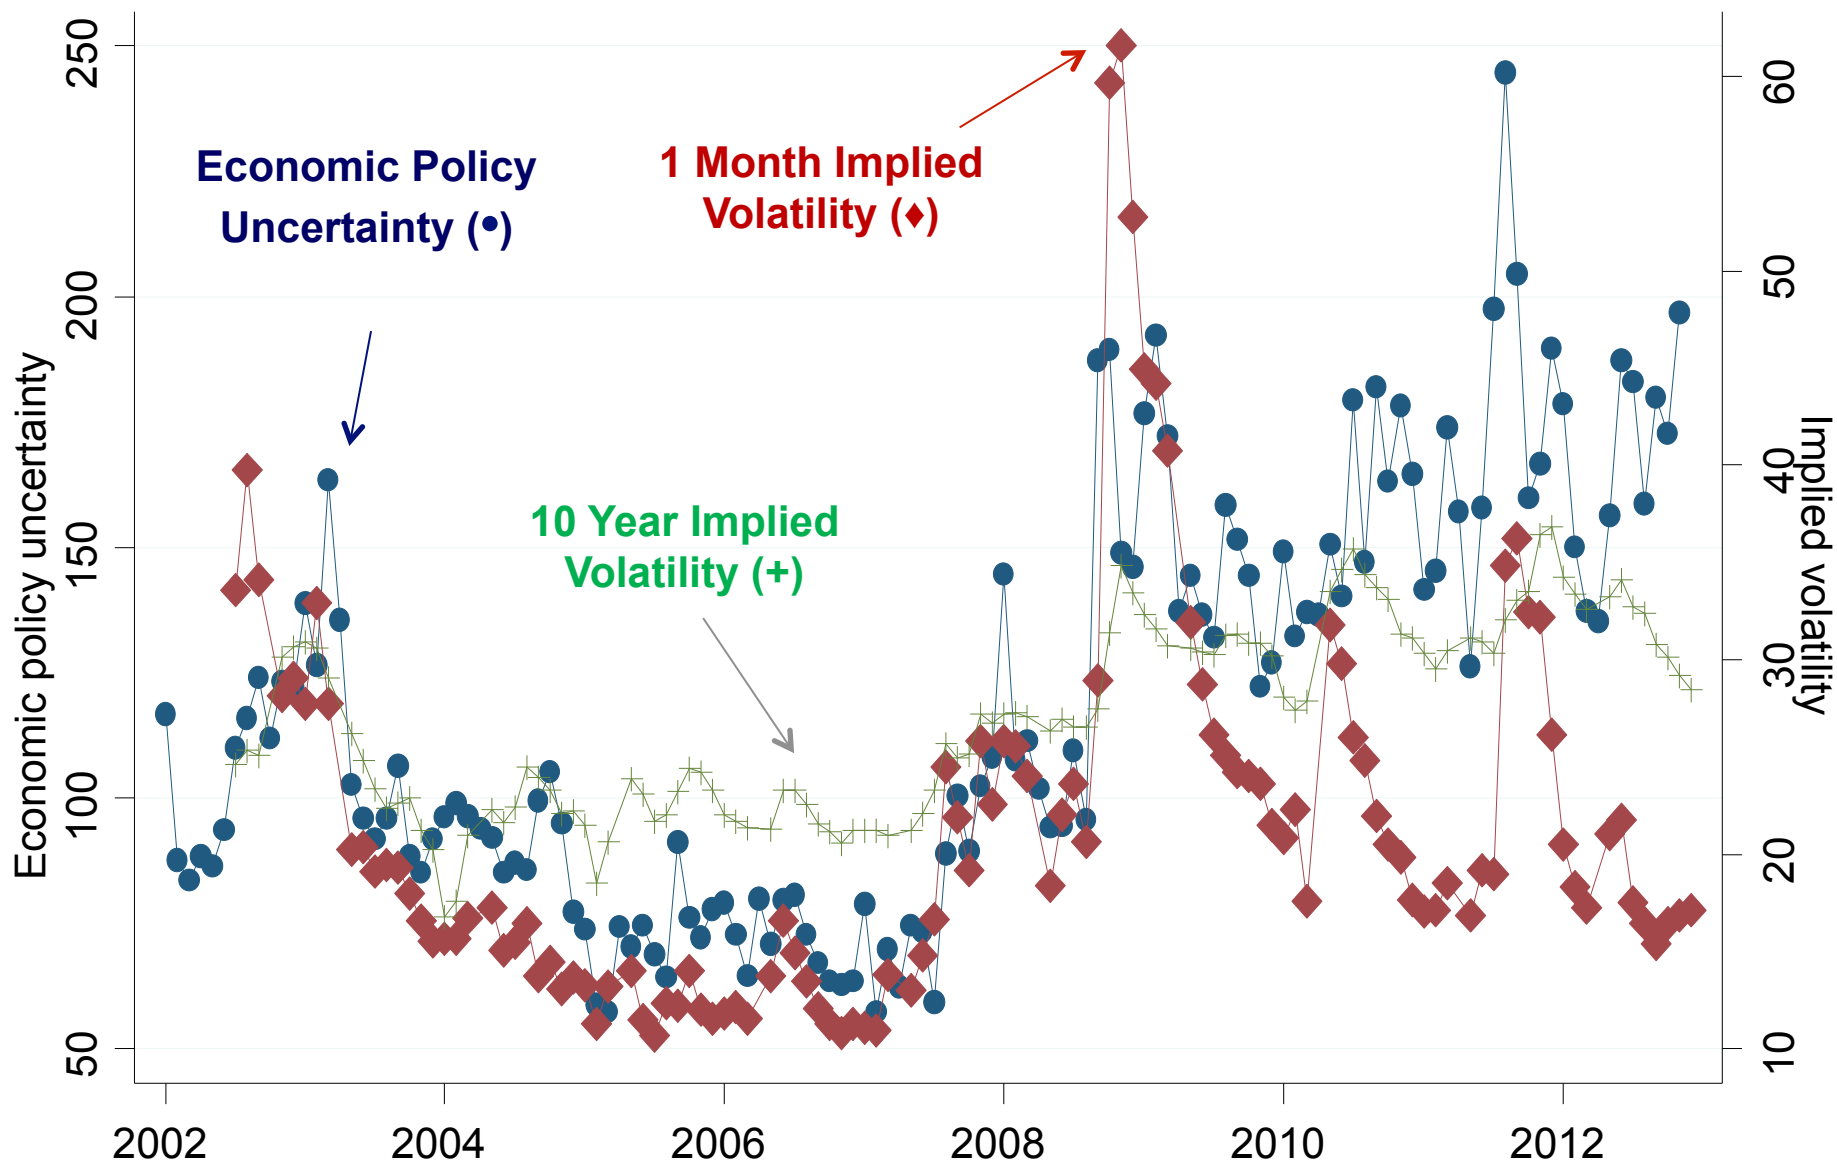 250
200
150
100
50
Economic policy uncertainty
Economic Policy
Uncertainty (•)
1 Month Implied
Volatility (♦)
10 Year Implied
Volatility (+)
60
50
40
30
20
10
Implied volatility
2002 2004 2006 2008 2010 2012